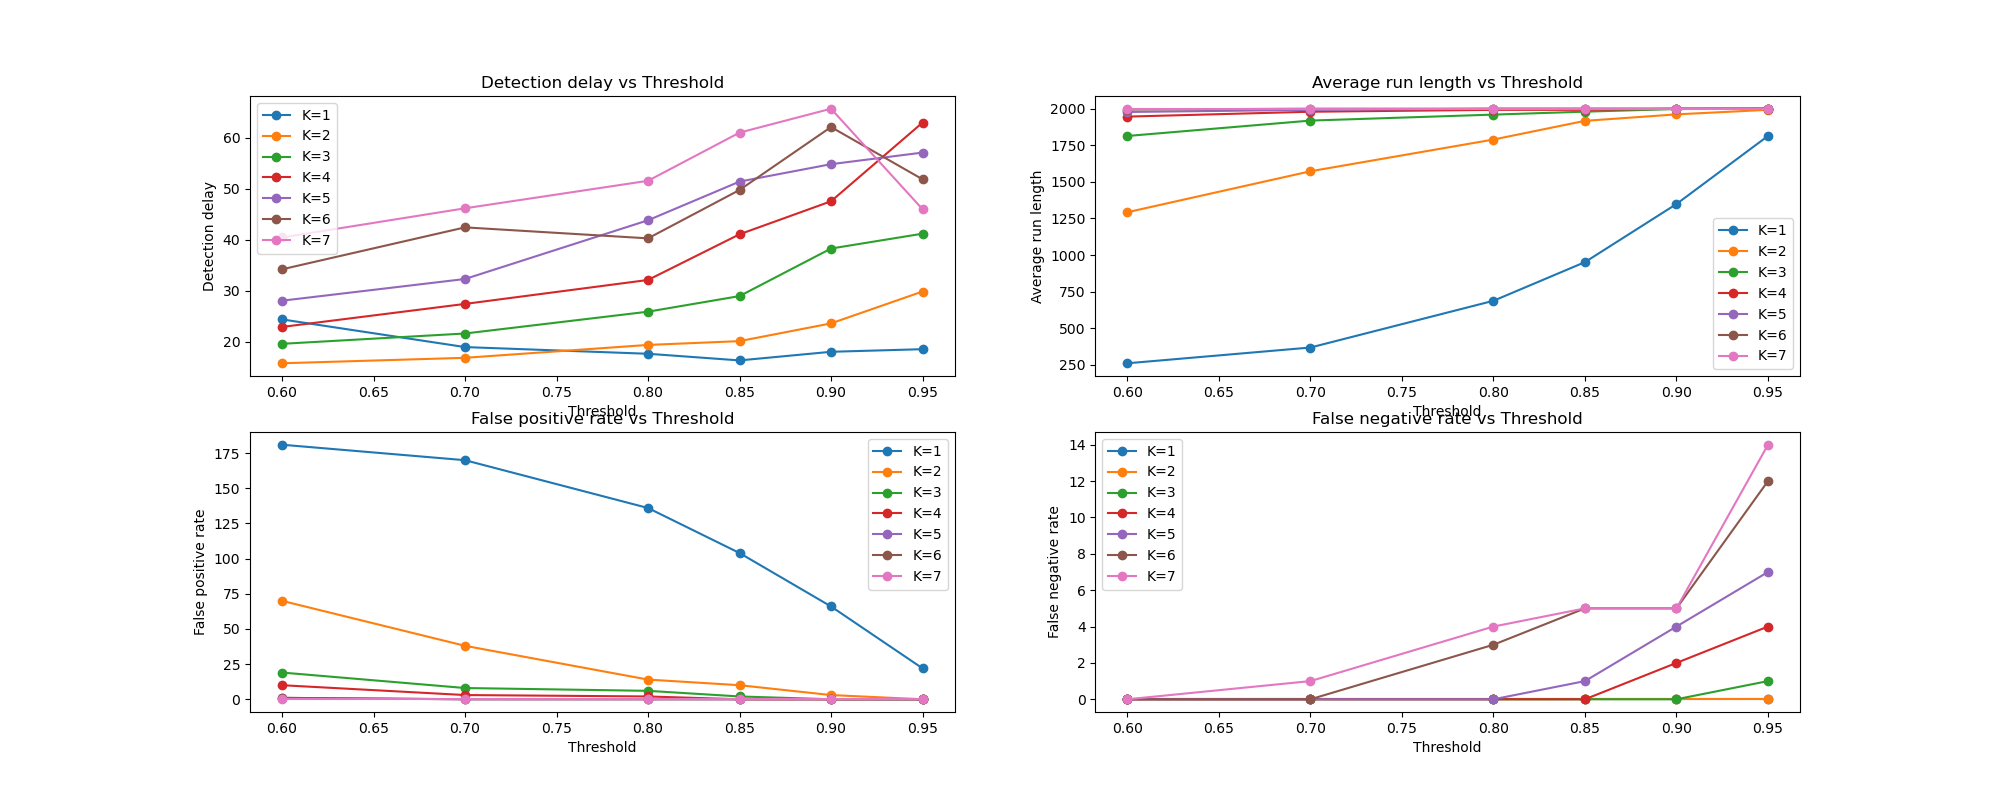 Detection delay vs Threshold
Detection delay
60
50
40
30
20
K=1
K=2
K=3
K=4
K=5
K=6
K=7
0.60 0.65 0.70 0.75 0.80 0.85 0.90 0.95
Threshold
Average run length vs Threshold
Average run length
2000
1750
1500
1250
1000
750
500
250
K=1
K=2
K=3
K=4
K=5
K=6
K=7
0.60 0.65 0.70 0.75 0.80 0.85 0.90 0.95
Threshold
False positive rate vs Threshold
False positive rate
175
150
125
100
75
50
25
0
K=1
K=2
K=3
K=4
K=5
K=6
K=7
0.60 0.65 0.70 0.75 0.80 0.85 0.90 0.95
Threshold
False negative rate vs Threshold
False negative rate
14
12
10
8
6
4
2
0
K=1
K=2
K=3
K=4
K=5
K=6
K=7
0.60 0.65 0.70 0.75 0.80 0.85 0.90 0.95
Threshold